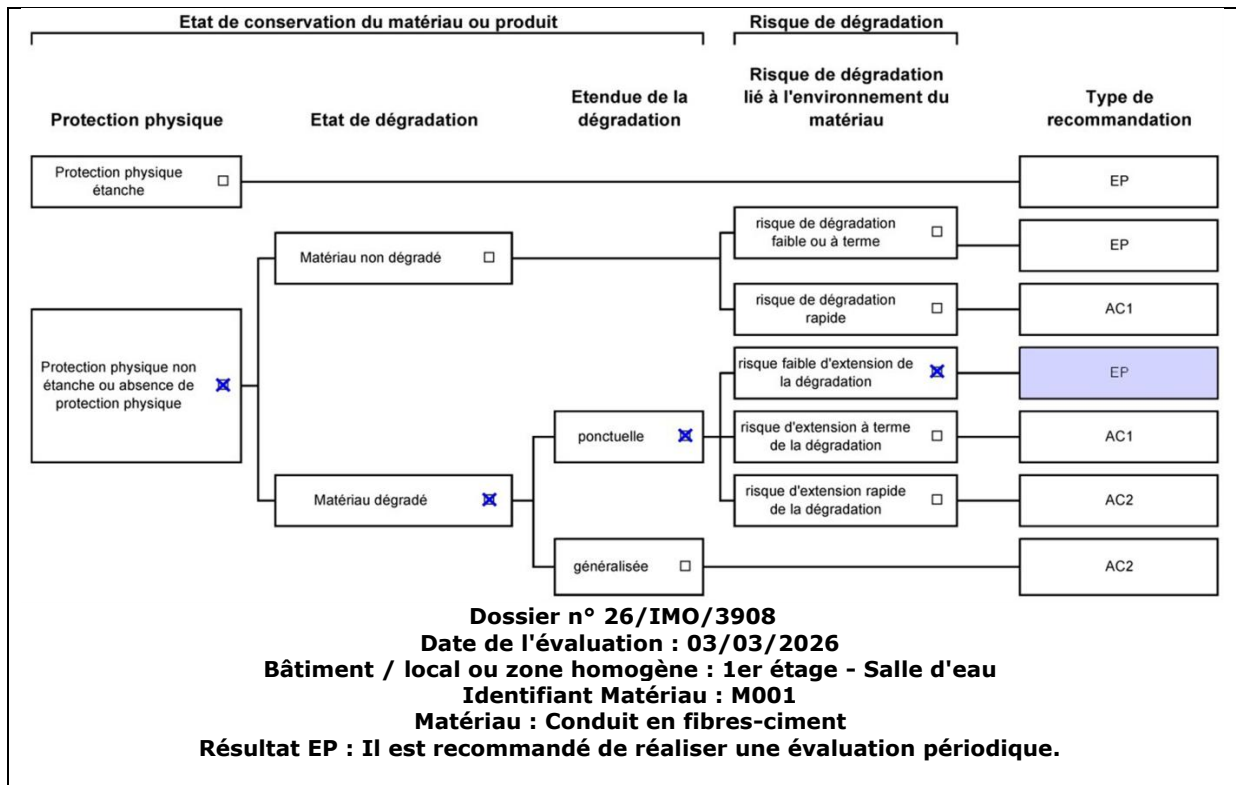 Etat de conservation du matériau ou produit
Risque de dégradation
Protection physique
Etat de dégradation
Etendue de la
dégradation
Risque de dégradation
lié à l'environnement du
matériau
Type de
recommandation
Protection physique
étanche
EP
Matériau non dégradé
risque de dégradation
faible ou à terme
EP
risque de dégradation
rapide
AC1
Protection physique non
étanche ou absence de
protection physique
risque faible d'extension de
la dégradation
EP
ponctuelle
risque d'extension à terme
de la dégradation
AC1
Matériau dégradé
risque d'extension rapide
de la dégradation
AC2
généralisée
AC2
Dossier n° 26/IMO/3908
Date de l'évaluation : 03/03/2026
Bâtiment / local ou zone homogène : 1er étage - Salle d'eau
Identifiant Matériau : M001
Matériau : Conduit en fibres-ciment
Résultat EP : Il est recommandé de réaliser une évaluation périodique.